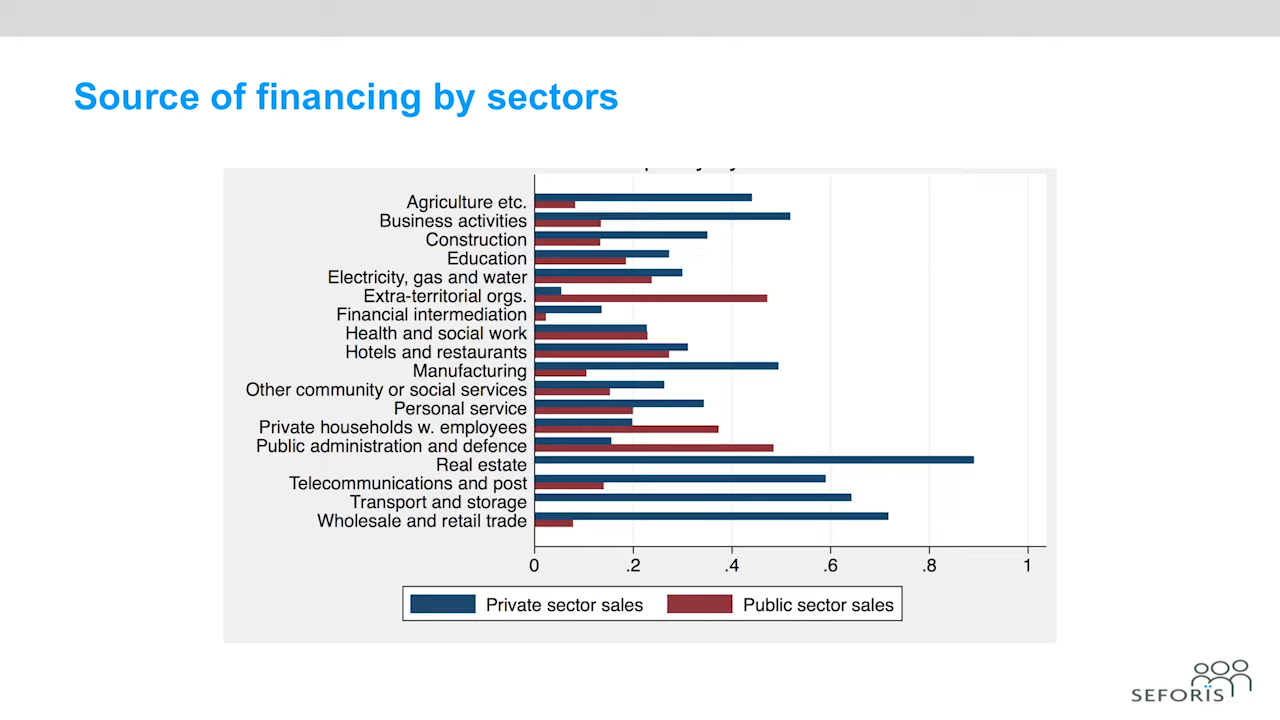 Source of financing by sectors
Agriculture etc.
Business activities
Construction
Education
Electricity, gas and water
Extra-territorial orgs.
Financial intermediation
Health and social work
Hotels and restaurants
Manufacturing
Other community or social services
Personal service
Private households w. employees
Public administration and defence
Real estate
Telecommunications and post
Transport and storage
Wholesale and retail trade
0 .2 .4 .6 .8 1
Private sector sales Public sector sales
SEFORÏS